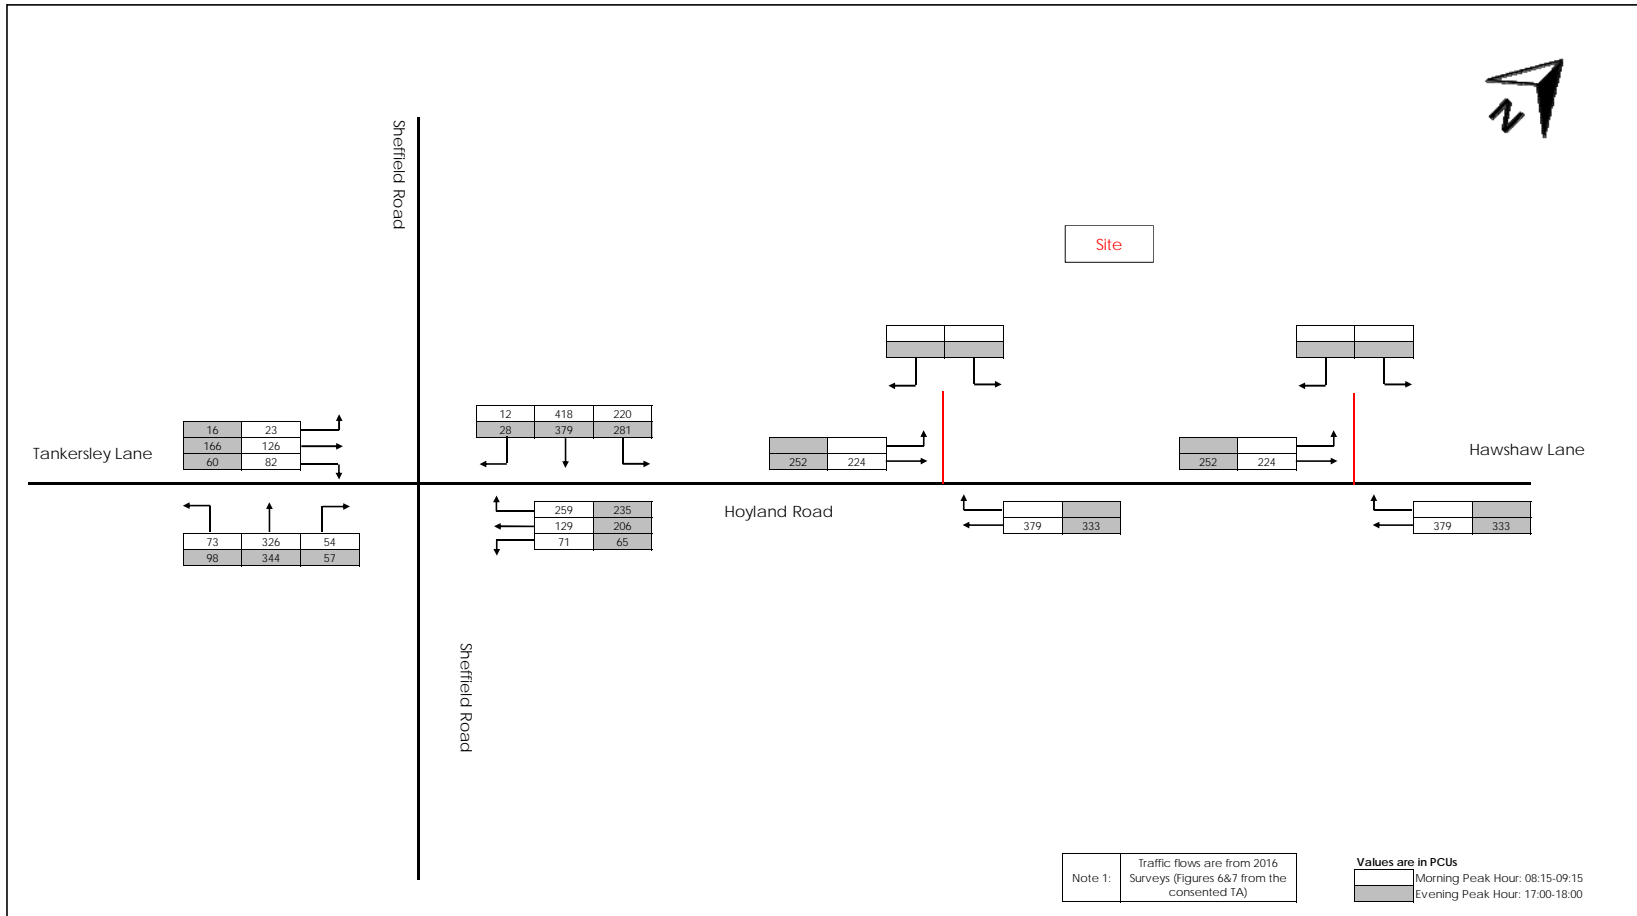 N
Sheffield Road
Site
Tankersley Lane
16 23
166 126
60 82
12 418 220
28 379 281
252 224
252 224
Hawshaw Lane
73 326 54
98 344 57
259 235
129 206
71 65
Hoyland Road
379 333
379 333
Sheffield Road
Note 1:
Traffic flows are from 2016
Surveys (Figures 6&7 from the
consented TA)
Values are in PCUs
Morning Peak Hour: 08:15-09:15
Evening Peak Hour: 17:00-18:00